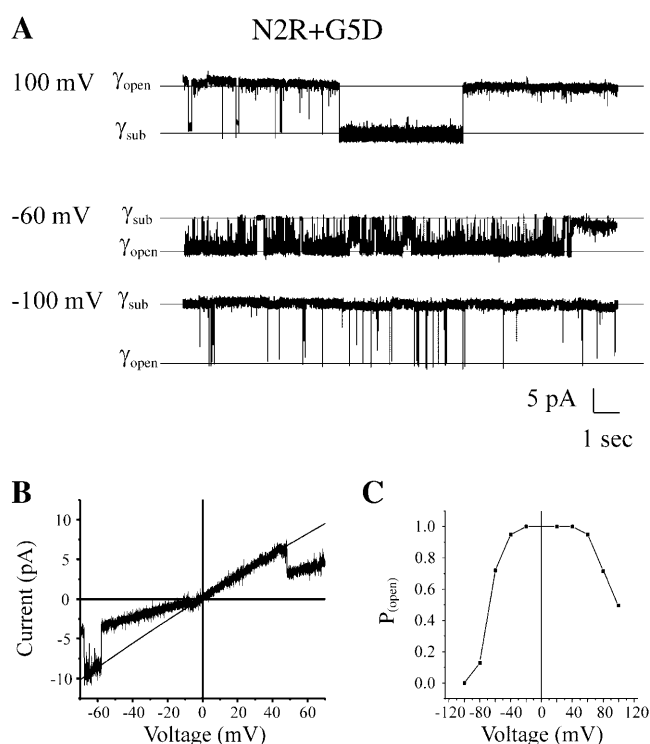 A
N2R+G5D
100 mV
γopen
γsub
-60 mV
γsub
γopen
-100 mV
γsub
γopen
5 pA
1 sec
B
Current (pA)
10
5
0
-5
-10
-60 -40 -20 0 20 40 60
Voltage (mV)
C
P(open)
1.0
0.8
0.6
0.4
0.2
0.0
-120 -80 -40 0 40 80 120
Voltage (mV)